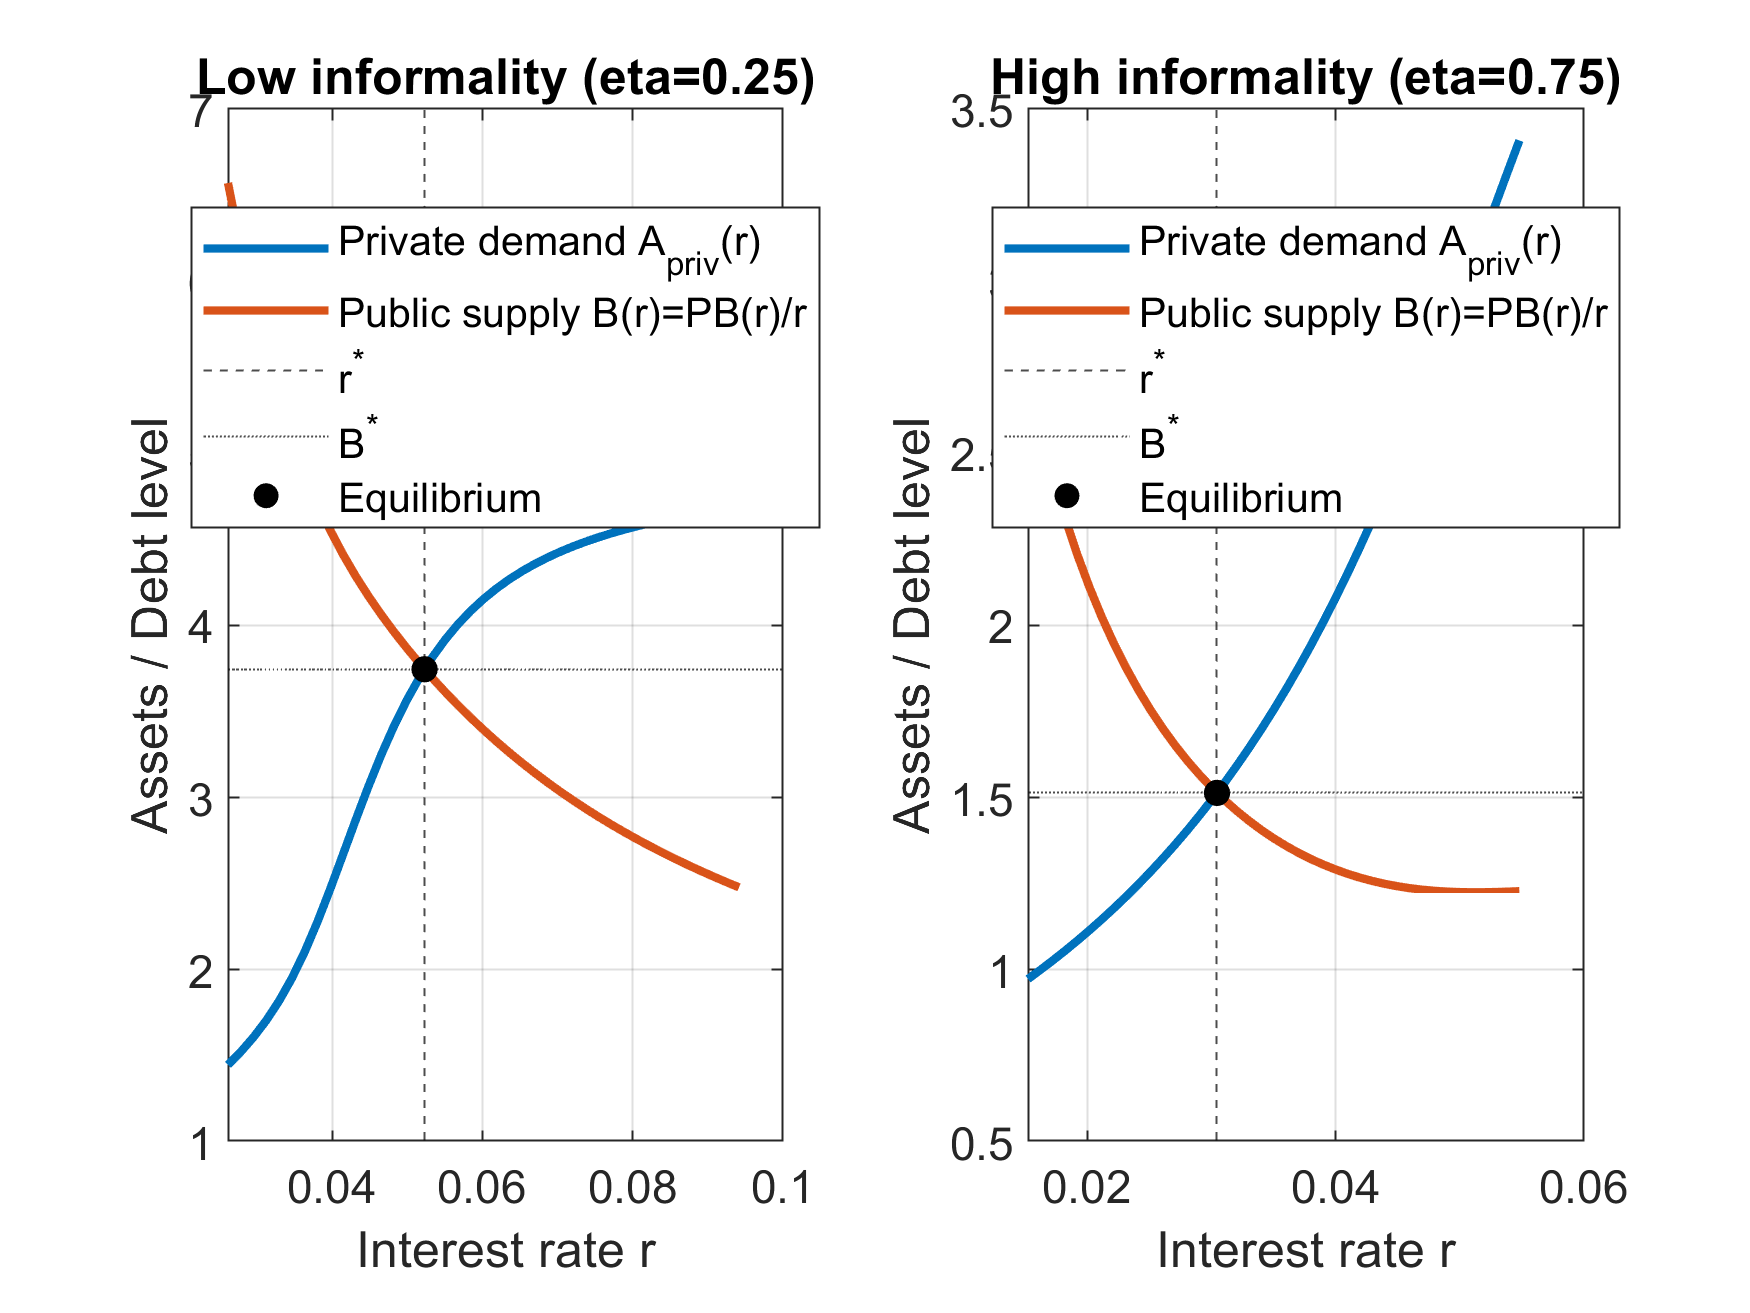 Low informality (eta=0.25)
7
Private demand A_priv(r)
Public supply B(r)=PB(r)/r
r*
B*
Equilibrium
4
3
2
1
0.04 0.06 0.08 0.1
Interest rate r
Assets / Debt level
High informality (eta=0.75)
3.5
Private demand A_priv(r)
Public supply B(r)=PB(r)/r
r*
B*
Equilibrium
2
1.5
1
0.5
0.02 0.04 0.06
Interest rate r
Assets / Debt level